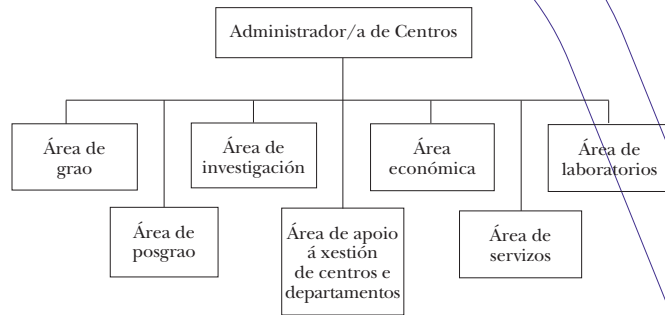 Administrador/a de Centros
Área de
grao
Área de
investigación
Área
económica
Área de
laboratorios
Área de
posgrao
Área de apoio
á xestión
de centros e
departamentos
Área de
servizos